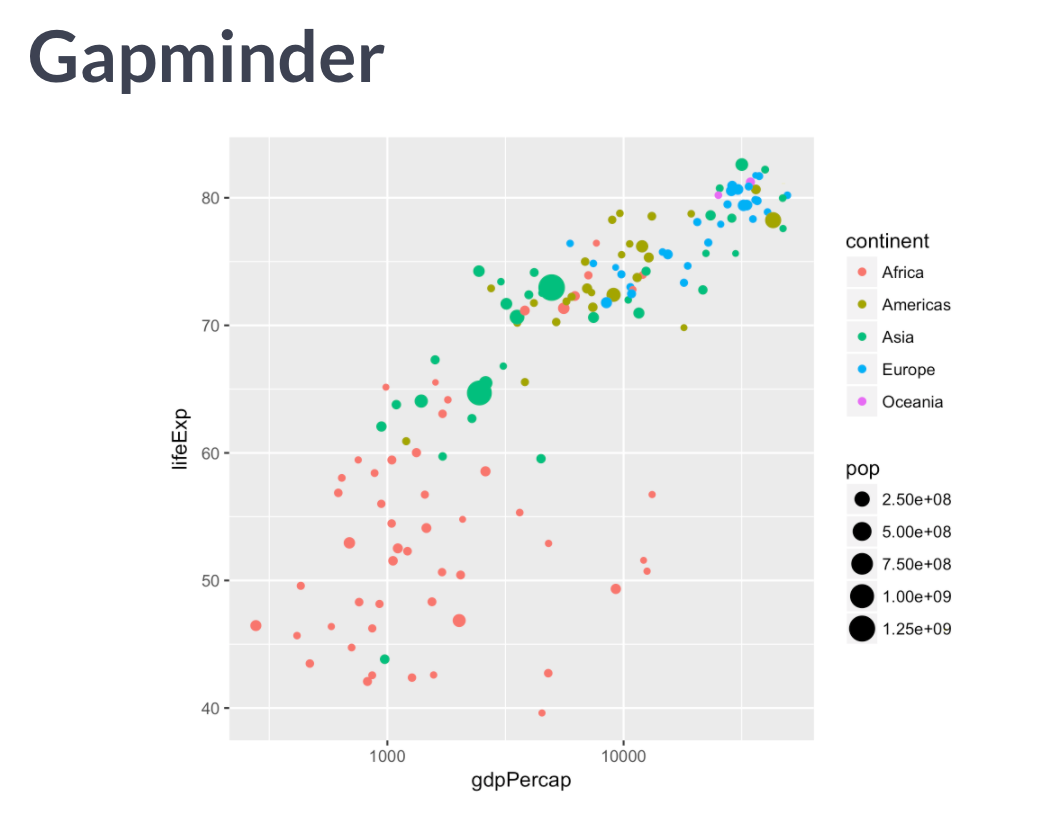 Gapminder
80
70
60
50
40
lifeExp
1000
10000
gdpPercap
continent
Africa
Americas
Asia
Europe
Oceania
pop
2.50e+08
5.00e+08
7.50e+08
1.00e+09
1.25e+09